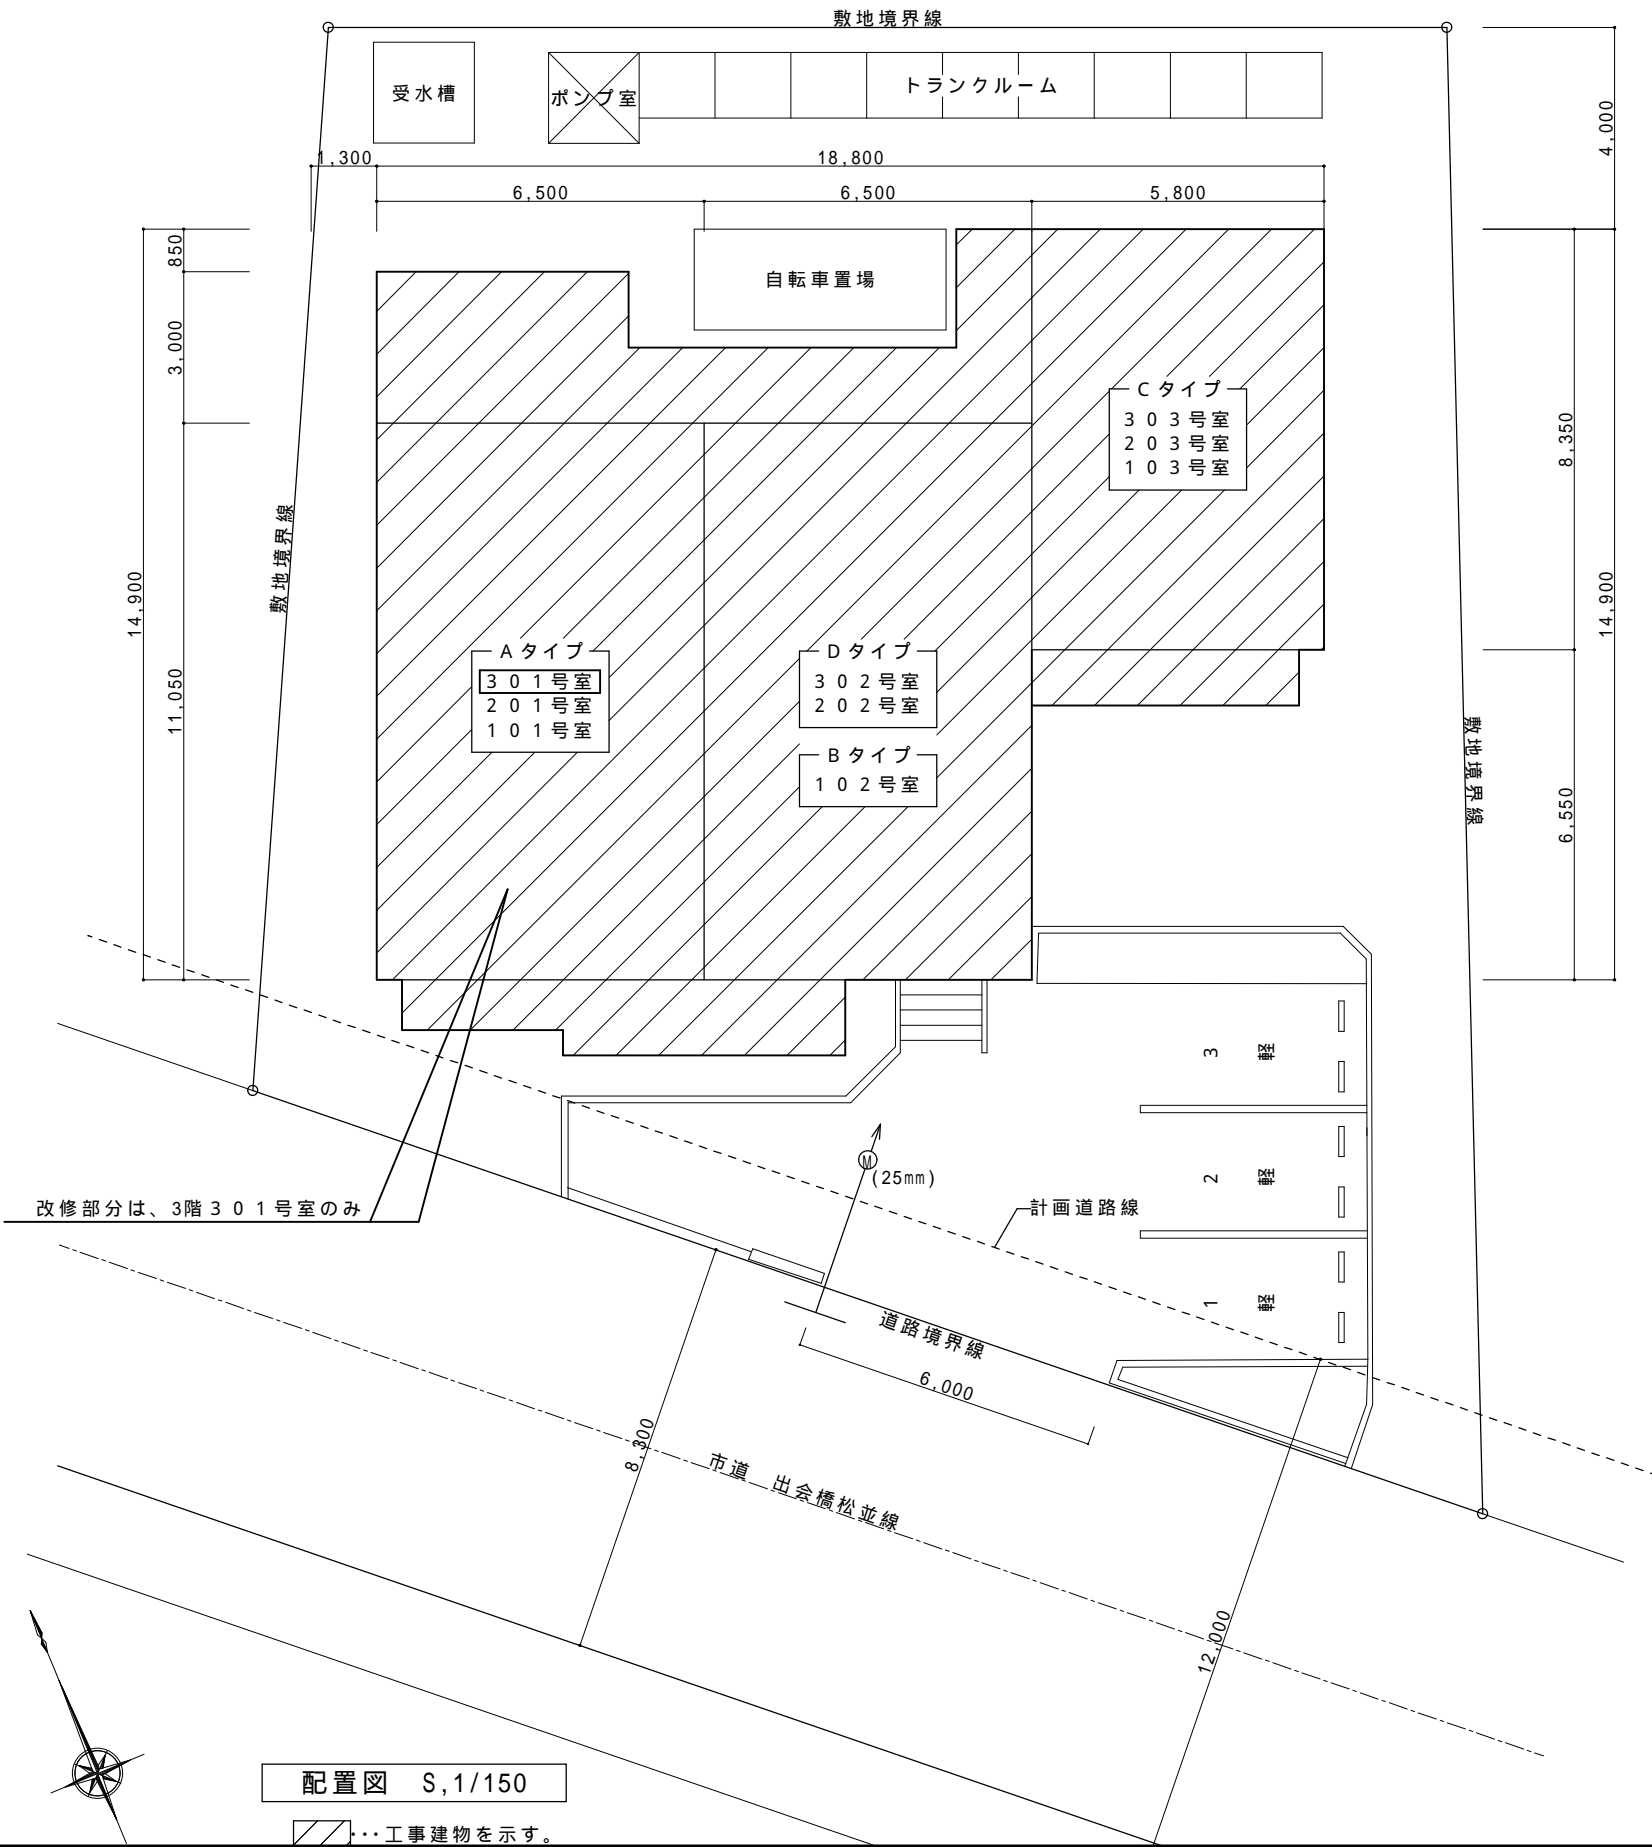 敷地境界線
受水槽
ポンプ室
トランクルーム
4,000
1,300
18,800
6,500
6,500
5,800
850
3,000
自転車置場
Cタイプ
303号室
203号室
103号室
8,350
敷地境界線
14,900
14,900
11,050
Aタイプ
301号室
201号室
101号室
Dタイプ
302号室
202号室
Bタイプ
102号室
敷地境界線
6,550
3 軽
2 軽
1 軽
M
(25mm)
計画道路線
改修部分は、3階301号室のみ
道路境界線
6,000
8,300
市道 出会橋松並線
12,000
配置図 S,1/150
・・・工事建物を示す。